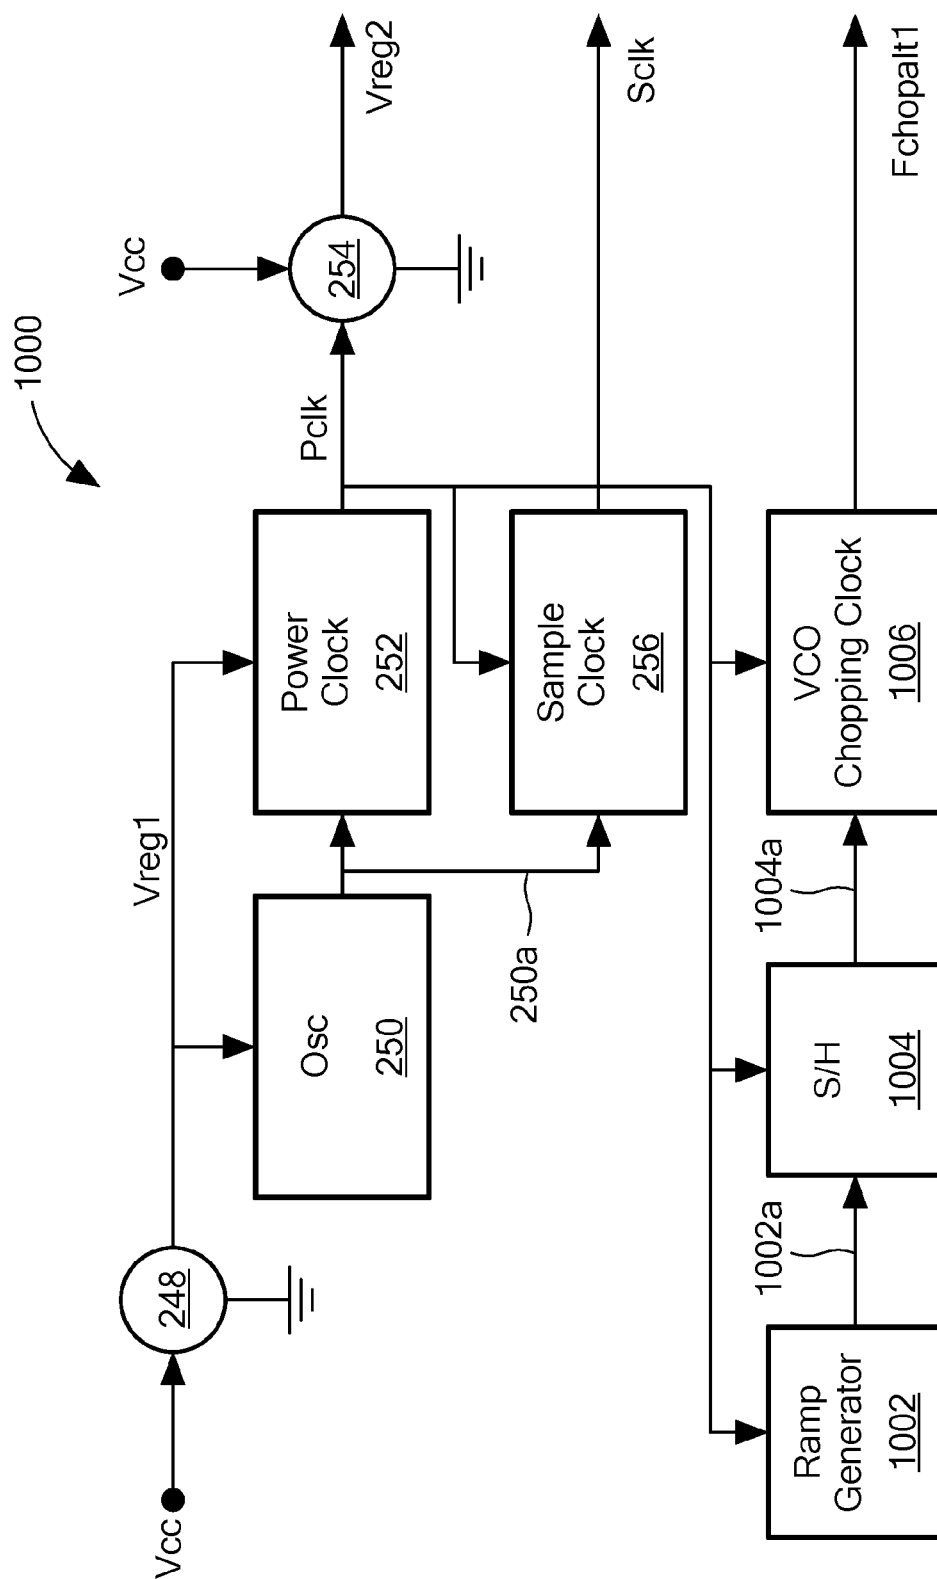 1000
Vcc
248
Vreg1
Osc
250
250a
Power
Clock
252
Pclk
Vcc
254
Vreg2
Sample
Clock
256
Sclk
Ramp
Generator
1002
1002a
S/H
1004
1004a
VCO
Chopping Clock
1006
Fchopalt1